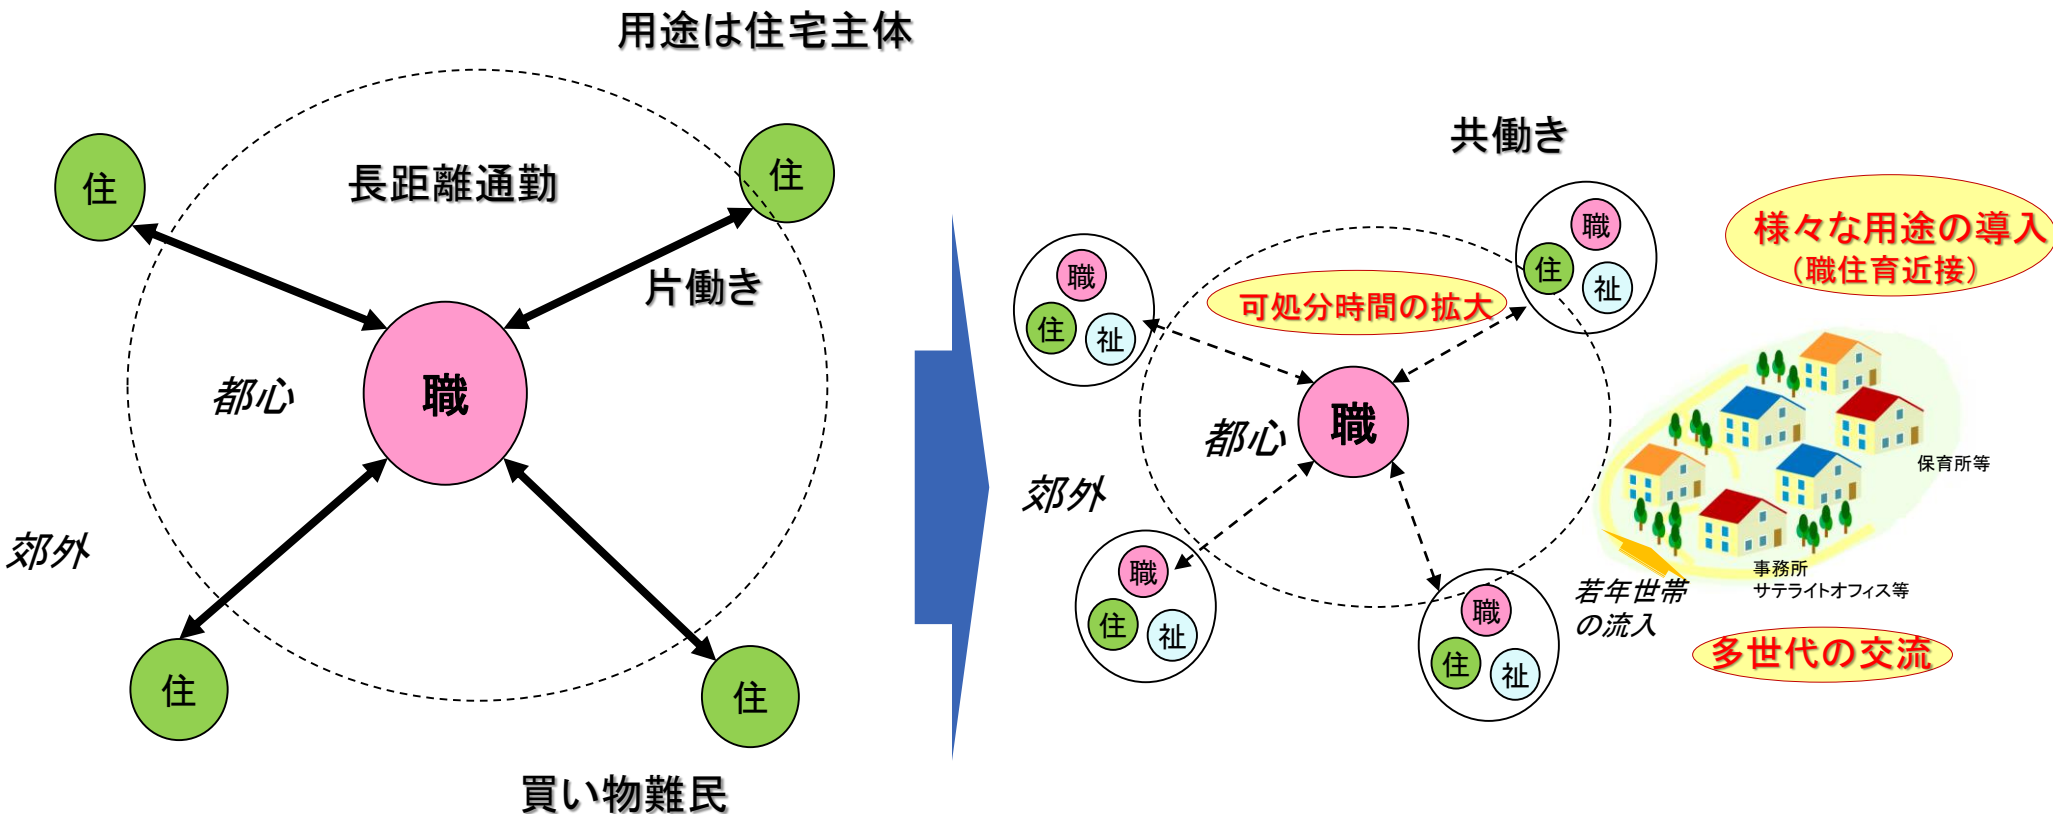 用途は住宅主体
住
長距離通勤
住
片働き
都心
職
郊外
住
住
買い物難民
共働き
職
住
祉
様々な用途の導入
（職住育近接）
職
住
祉
可処分時間の拡大
都心
職
郊外
保育所等
職
住
祉
事務所
サテライトオフィス等
若年世帯
の流入
職
住
祉
多世代の交流